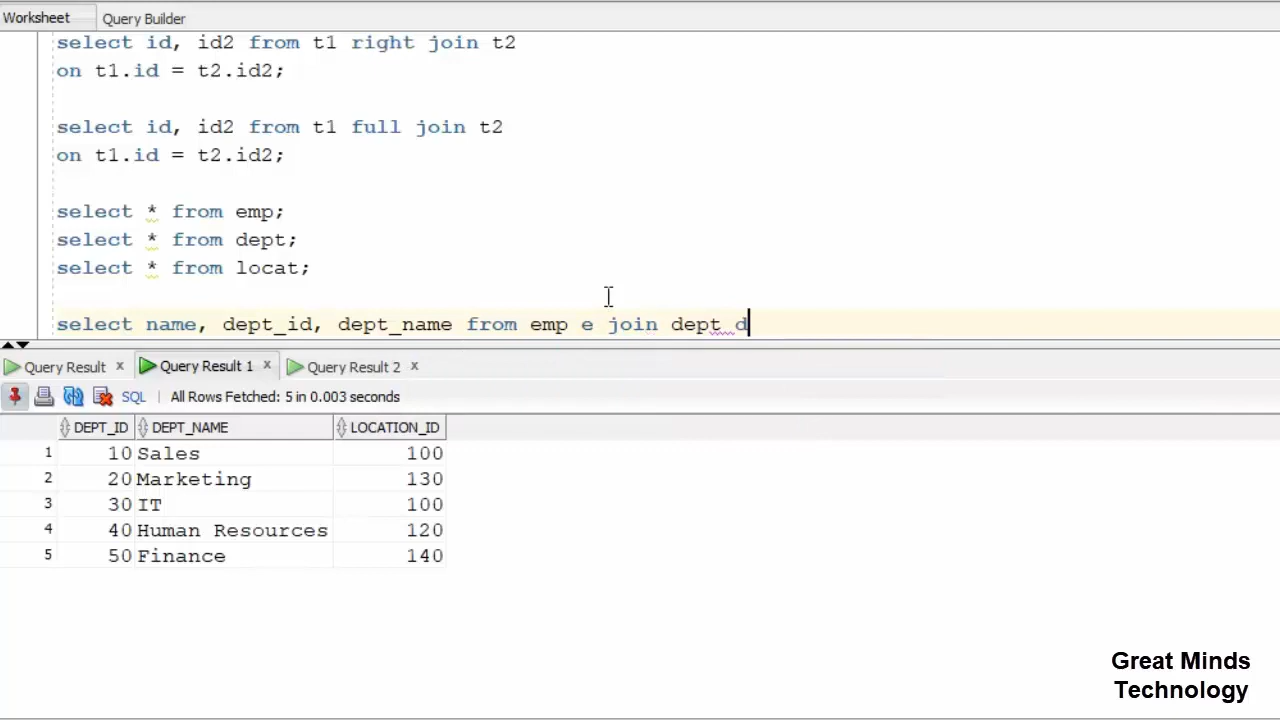 Worksheet Query Builder
select id, id2 from t1 right join t2
on t1.id = t2.id2;
select id, id2 from t1 full join t2
on t1.id = t2.id2;
select * from emp;
select * from dept;
select * from locat;
select name, dept_id, dept_name from emp e join dept d
Query Result x Query Result 1 x Query Result 2 x
SQL | All Rows Fetched: 5 in 0.003 seconds
DEPT_ID DEPT_NAME LOCATION_ID
1 10 Sales 100
2 20 Marketing 130
3 30 IT 100
4 40 Human Resources 120
5 50 Finance 140
Great Minds
Technology